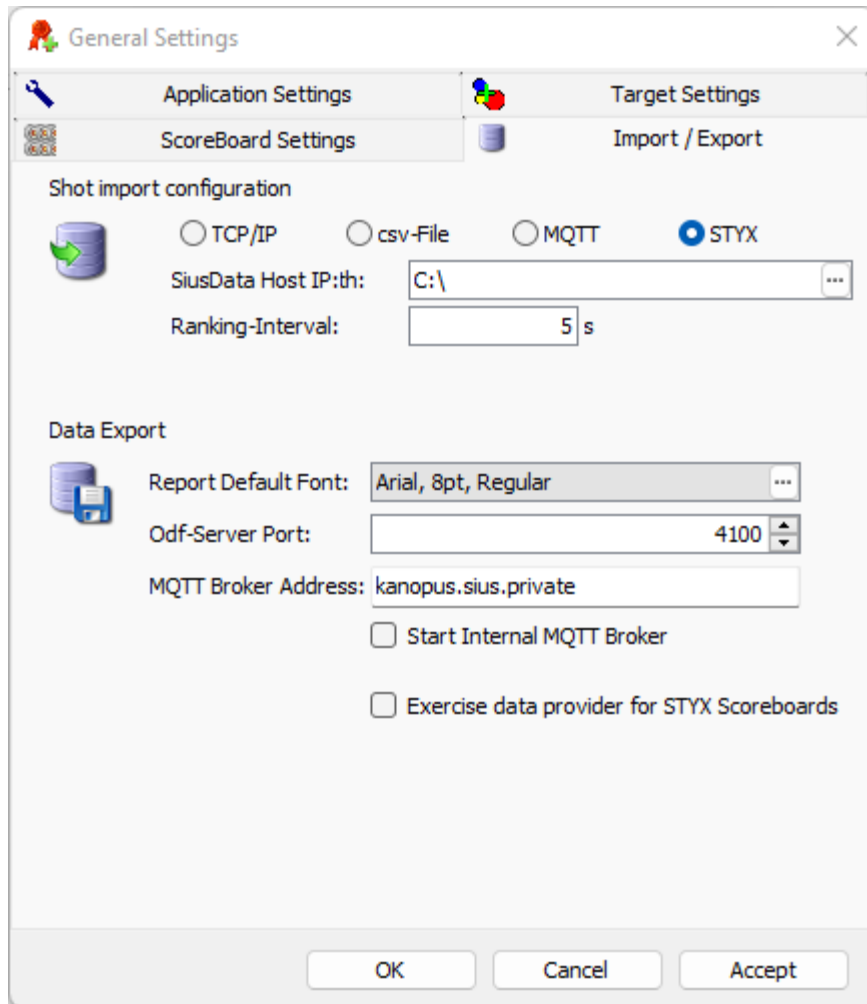 General Settings
Application Settings
Target Settings
ScoreBoard Settings
Import / Export
Shot import configuration
TCP/IP csv-File MQTT STYX
SiusData Host IP:th: C:\ ...
Ranking-Interval: 5 s
Data Export
Report Default Font: Arial, 8pt, Regular ...
Odf-Server Port: 4100
MQTT Broker Address: kanopus.sius.private
Start Internal MQTT Broker
Exercise data provider for STYX Scoreboards
OK Cancel Accept